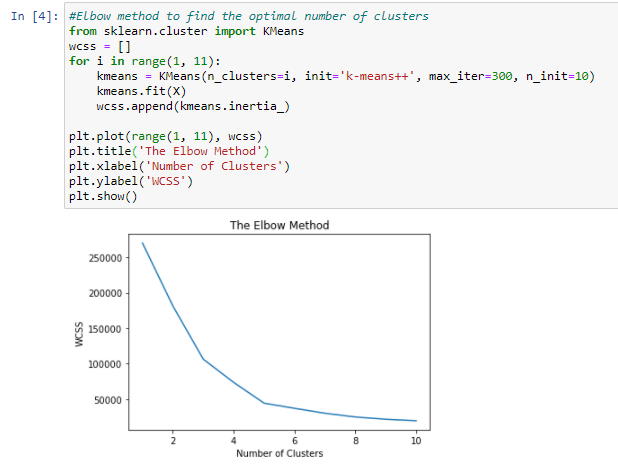 In [4]: #Elbow method to find the optimal number of clusters
from sklearn.cluster import KMeans
wcss = []
for i in range(1, 11):
    kmeans = KMeans(n_clusters=i, init='k-means++', max_iter=300, n_init=10)
    kmeans.fit(X)
    wcss.append(kmeans.inertia_)

plt.plot(range(1, 11), wcss)
plt.title('The Elbow Method')
plt.xlabel('Number of Clusters')
plt.ylabel('WCSS')
plt.show()
The Elbow Method
250000
200000
150000
100000
50000
WCSS
2 4 6 8 10
Number of Clusters